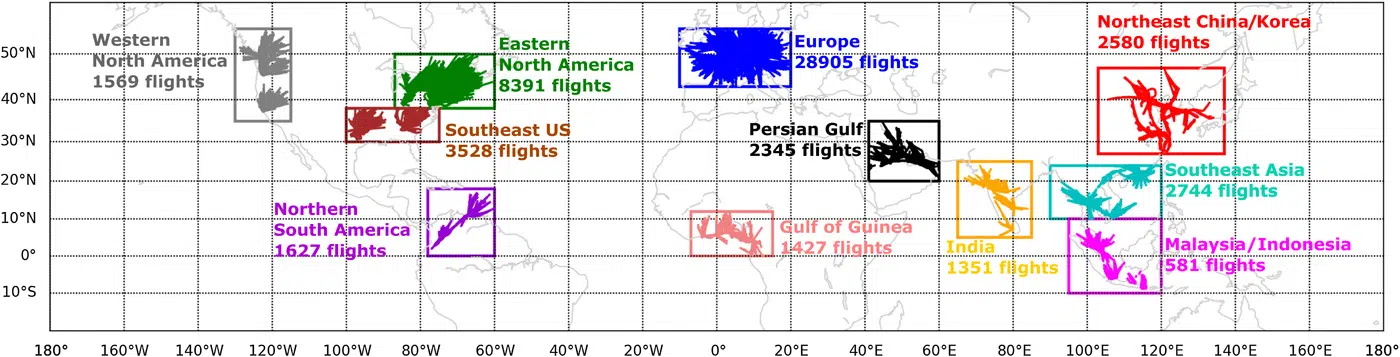 Northeast China/Korea
2580 flights
Western
North America
1569 flights
Eastern
North America
8391 flights
Europe
28905 flights
Southeast US
3528 flights
Persian Gulf
2345 flights
Southeast Asia
2744 flights
Northern
South America
1627 flights
Gulf of Guinea
1427 flights
India
1351 flights
Malaysia/Indonesia
581 flights
50°N
40°N
30°N
20°N
10°N
0°
10°S
180° 160°W 140°W 120°W 100°W 80°W 60°W 40°W 20°W 0° 20°E 40°E 60°E 80°E 100°E 120°E 140°E 160°E 180°